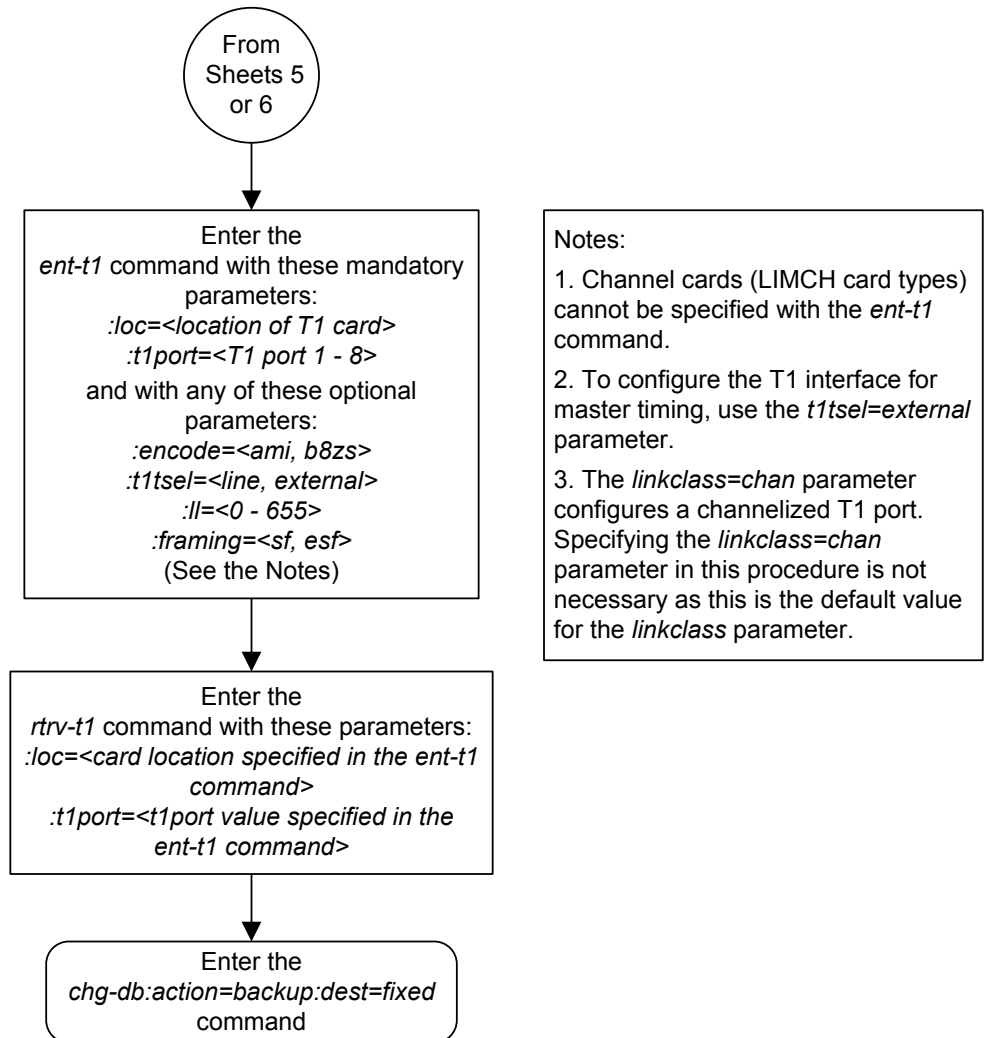 From
Sheets 5
or 6
Enter the
ent-t1 command with these mandatory
parameters:
:loc=<location of T1 card>
:t1port=<T1 port 1 - 8>
and with any of these optional
parameters:
:encode=<ami, b8zs>
:t1tsel=<line, external>
:ll=<0 - 655>
:framing=<sf, esf>
(See the Notes)
Notes:
1. Channel cards (LIMCH card types)
cannot be specified with the ent-t1
command.
2. To configure the T1 interface for
master timing, use the t1tsel=external
parameter.
3. The linkclass=chan parameter
configures a channelized T1 port.
Specifying the linkclass=chan
parameter in this procedure is not
necessary as this is the default value
for the linkclass parameter.
Enter the
rtrv-t1 command with these parameters:
:loc=<card location specified in the ent-t1
command>
:t1port=<t1port value specified in the
ent-t1 command>
Enter the
chg-db:action=backup:dest=fixed
command